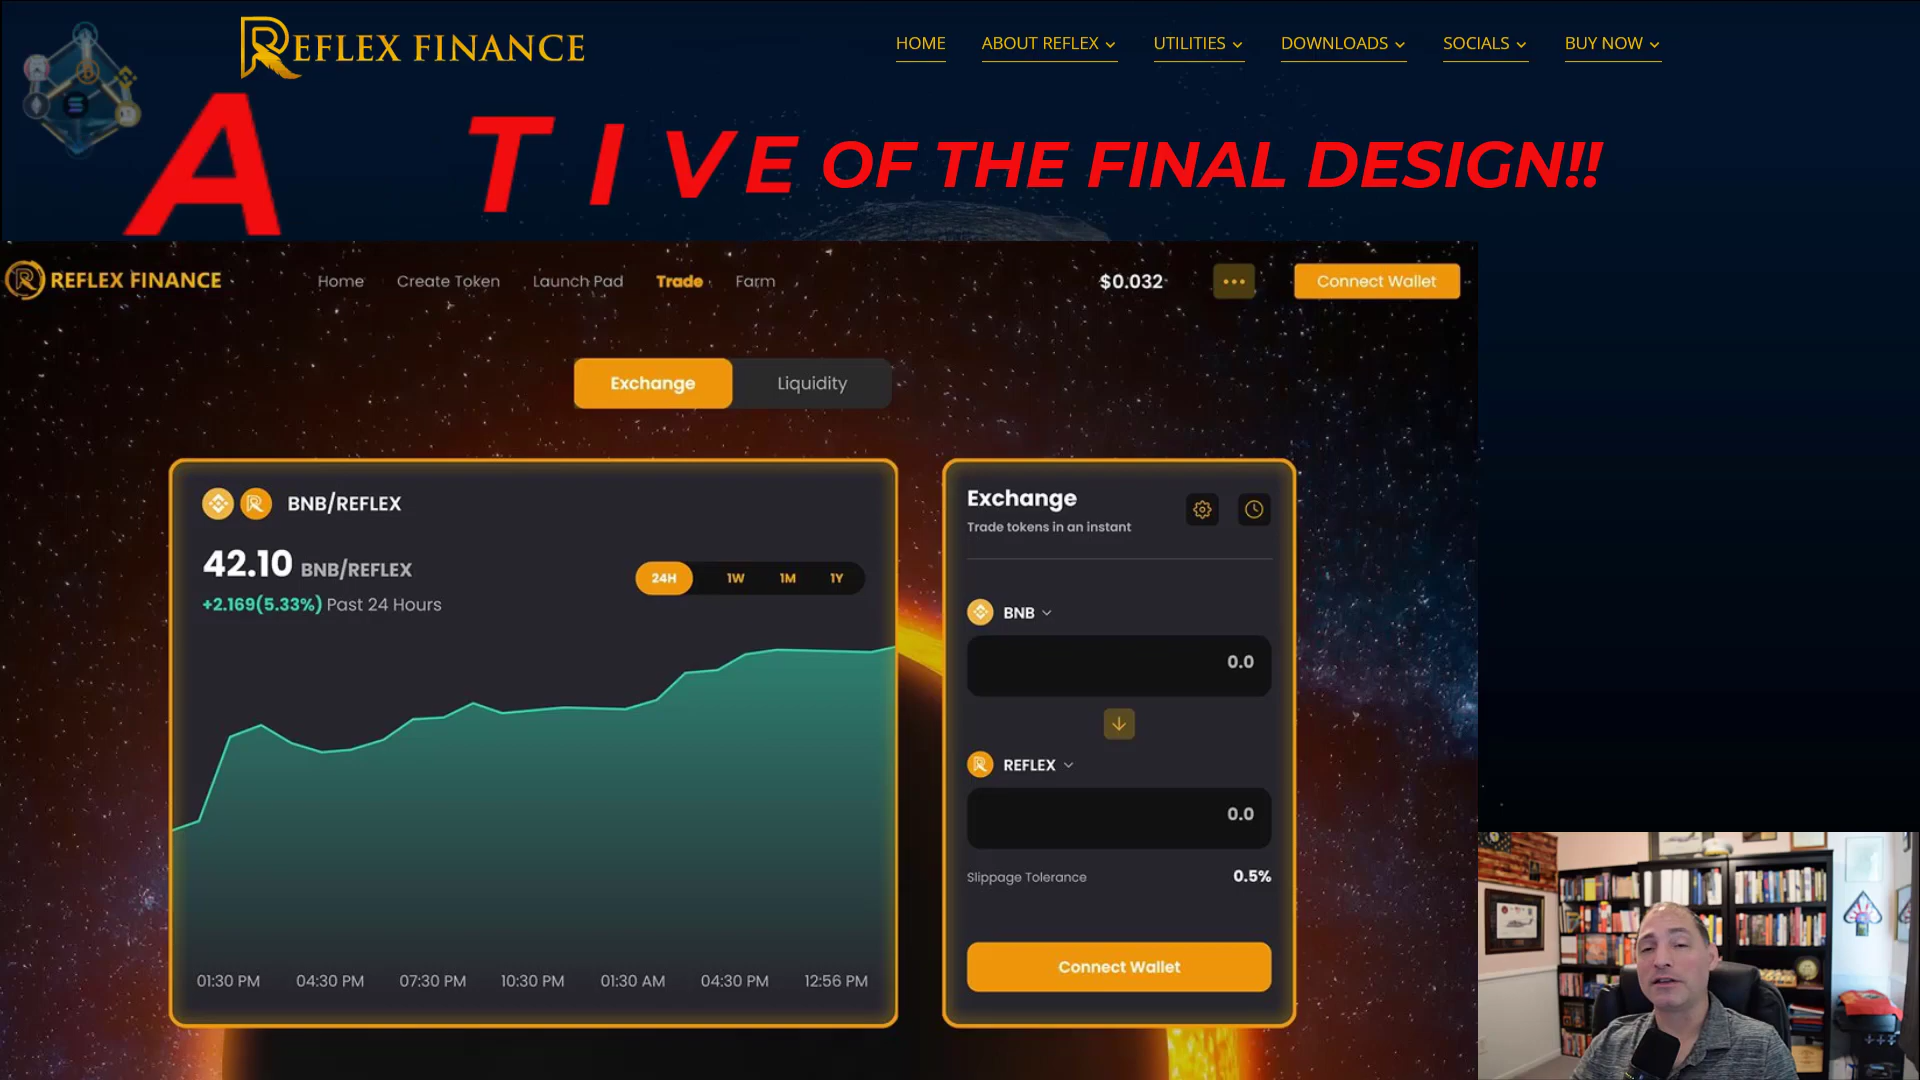 REFLEX FINANCE
HOME
ABOUT REFLEX
UTILITIES
DOWNLOADS
SOCIALS
BUY NOW
A TIVE OF THE FINAL DESIGN!!
REFLEX FINANCE
Home
Create Token
Launch Pad
Trade
Farm
$0.032
Connect Wallet
Exchange
Liquidity
BNB/REFLEX
42.10 BNB/REFLEX
+2.169(5.33%) Past 24 Hours
24H
1W
1M
1Y
01:30 PM
04:30 PM
07:30 PM
10:30 PM
01:30 AM
04:30 PM
12:56 PM
Exchange
Trade tokens in an instant
BNB
0.0
REFLEX
0.0
Slippage Tolerance
0.5%
Connect Wallet